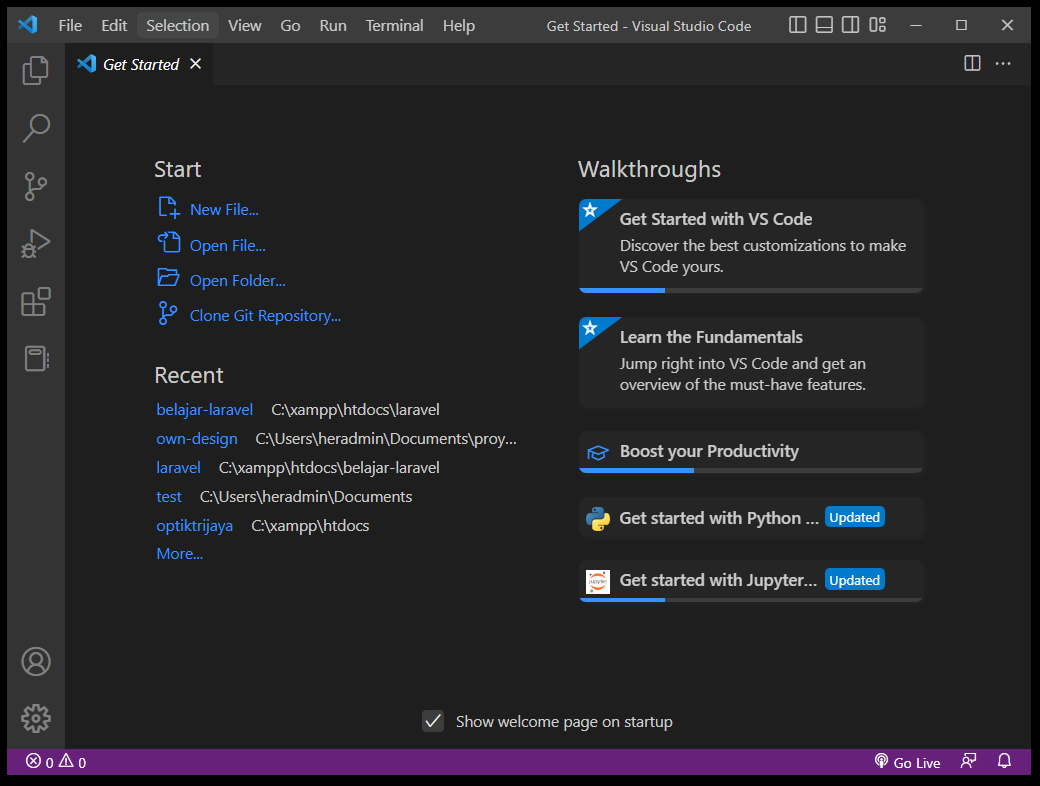 File Edit Selection View Go Run Terminal Help Get Started - Visual Studio Code
Get Started
Start
New File...
Open File...
Open Folder...
Clone Git Repository...
Recent
belajar-laravel C:\xampp\htdocs\laravel
own-design C:\Users\heradmin\Documents\proy...
laravel C:\xampp\htdocs\belajar-laravel
test C:\Users\heradmin\Documents
optiktrijaya C:\xampp\htdocs
More...
Walkthroughs
Get Started with VS Code
Discover the best customizations to make
VS Code yours.
Learn the Fundamentals
Jump right into VS Code and get an
overview of the must-have features.
Boost your Productivity
Get started with Python ... Updated
Get started with Jupyter... Updated
Show welcome page on startup
0 0 Go Live